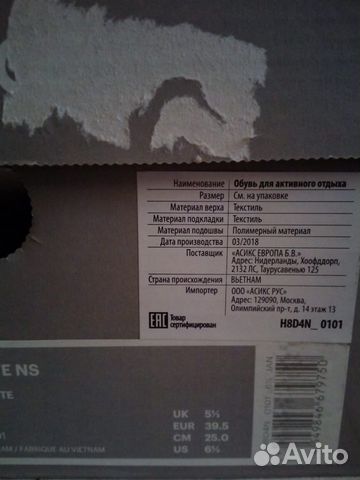 Наименование Обувь для активного отдыха
Размер См. на упаковке
Материал верха Текстиль
Материал подкладки Текстиль
Материал подошвы Полимерный материал
Дата производства 03/2018
Поставщик «АСИКС ЕВРОПА Б.В.»
Адрес: Нидерланды, Хоофддорп,
2132 ЛС, Таурусавеню 125
Страна происхождения ВЬЕТНАМ
Импортер ООО «АСИКС РУС»
Адрес: 129090, Москва,
Олимпийский пр-т, д. 14 этаж 13
EAC Товар
сертифицирован
H8D4N_ 0101
E NS
TE
UK 5½
EUR 39.5
CM 25.0
US 6½
AM / FABRIQUE AU VIETNAM
Avito